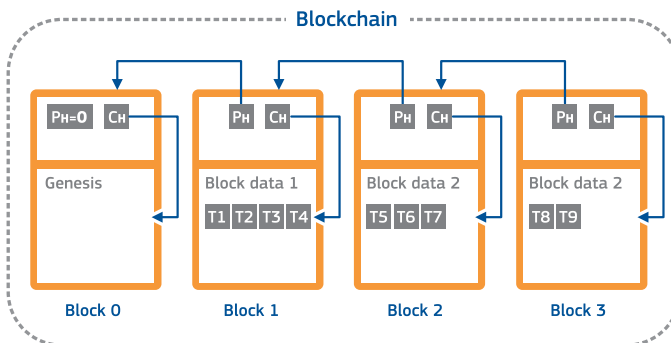 Blockchain
PH=0 CH
PH CH
PH CH
PH CH
Genesis
Block data 1
Block data 2
Block data 2
T1 T2 T3 T4
T5 T6 T7
T8 T9
Block 0
Block 1
Block 2
Block 3